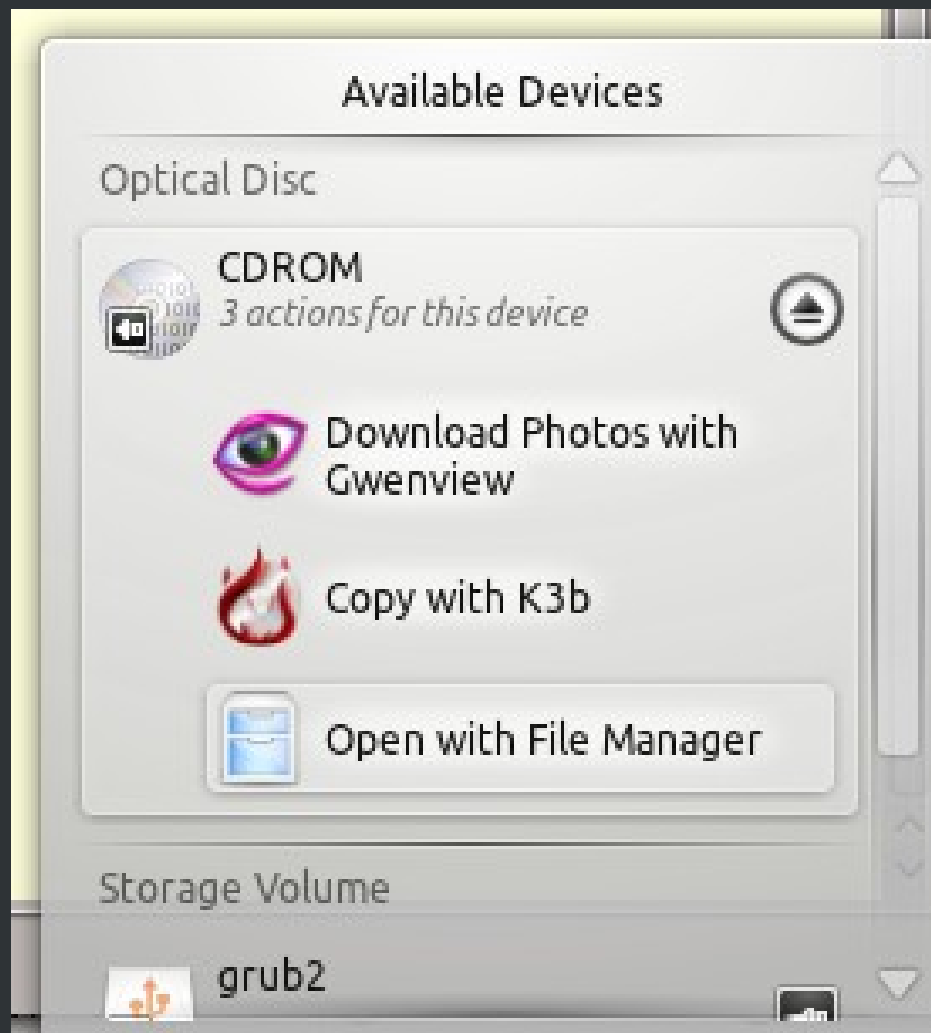 Available Devices
Optical Disc
CDROM
3 actions for this device
Download Photos with
Gwenview
Copy with K3b
Open with File Manager
Storage Volume
grub2